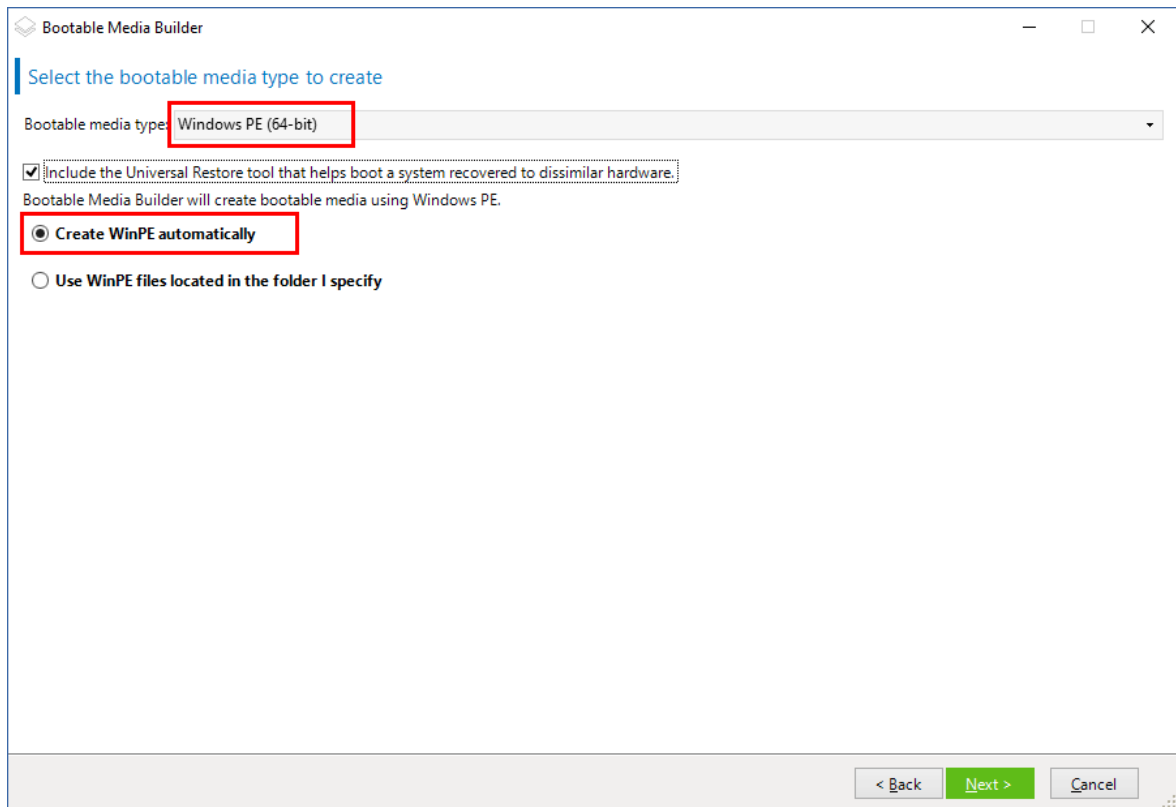 Bootable Media Builder
Select the bootable media type to create
Bootable media type: Windows PE (64-bit)
Include the Universal Restore tool that helps boot a system recovered to dissimilar hardware.
Bootable Media Builder will create bootable media using Windows PE.
Create WinPE automatically
Use WinPE files located in the folder I specify
< Back Next > Cancel